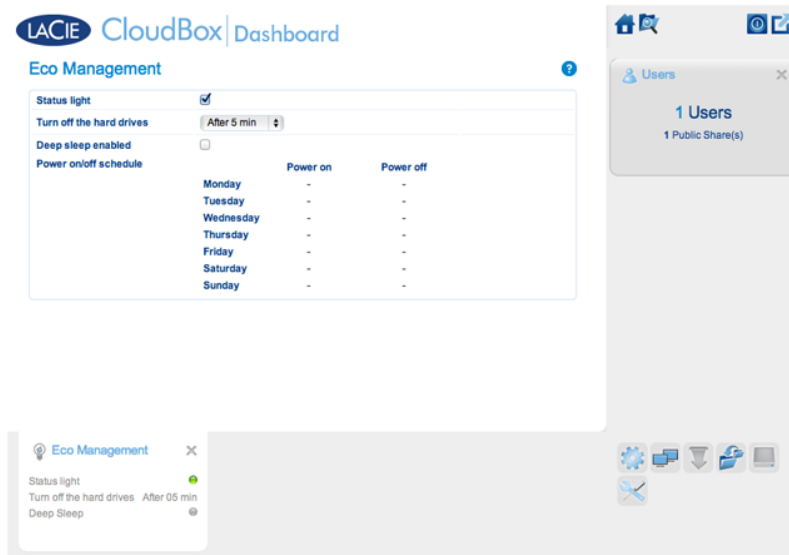 LACIE CloudBox Dashboard
Eco Management
?
Status light
Turn off the hard drives After 5 min
Deep sleep enabled
Power on/off schedule
Power on Power off
Monday - -
Tuesday - -
Wednesday - -
Thursday - -
Friday - -
Saturday - -
Sunday - -
Users
1 Users
1 Public Share(s)
Eco Management
Status light
Turn off the hard drives After 05 min
Deep Sleep